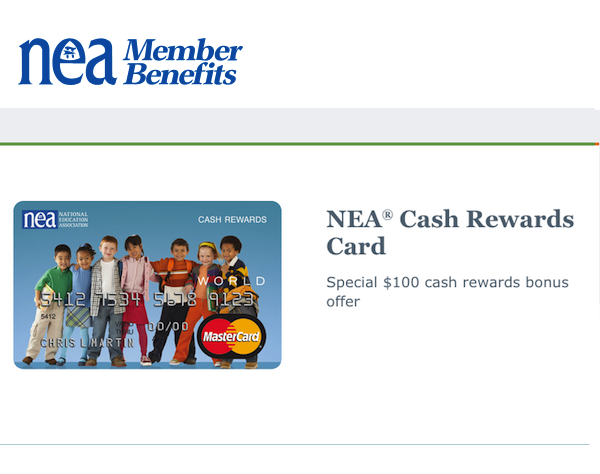 nea Member
Benefits
nea NATIONAL
EDUCATION
ASSOCIATION
CASH REWARDS
WORLD
5412 7534 5678 9123
5412
00/00
CHRIS L MARTIN
MasterCard
NEA® Cash Rewards
Card
Special $100 cash rewards bonus
offer